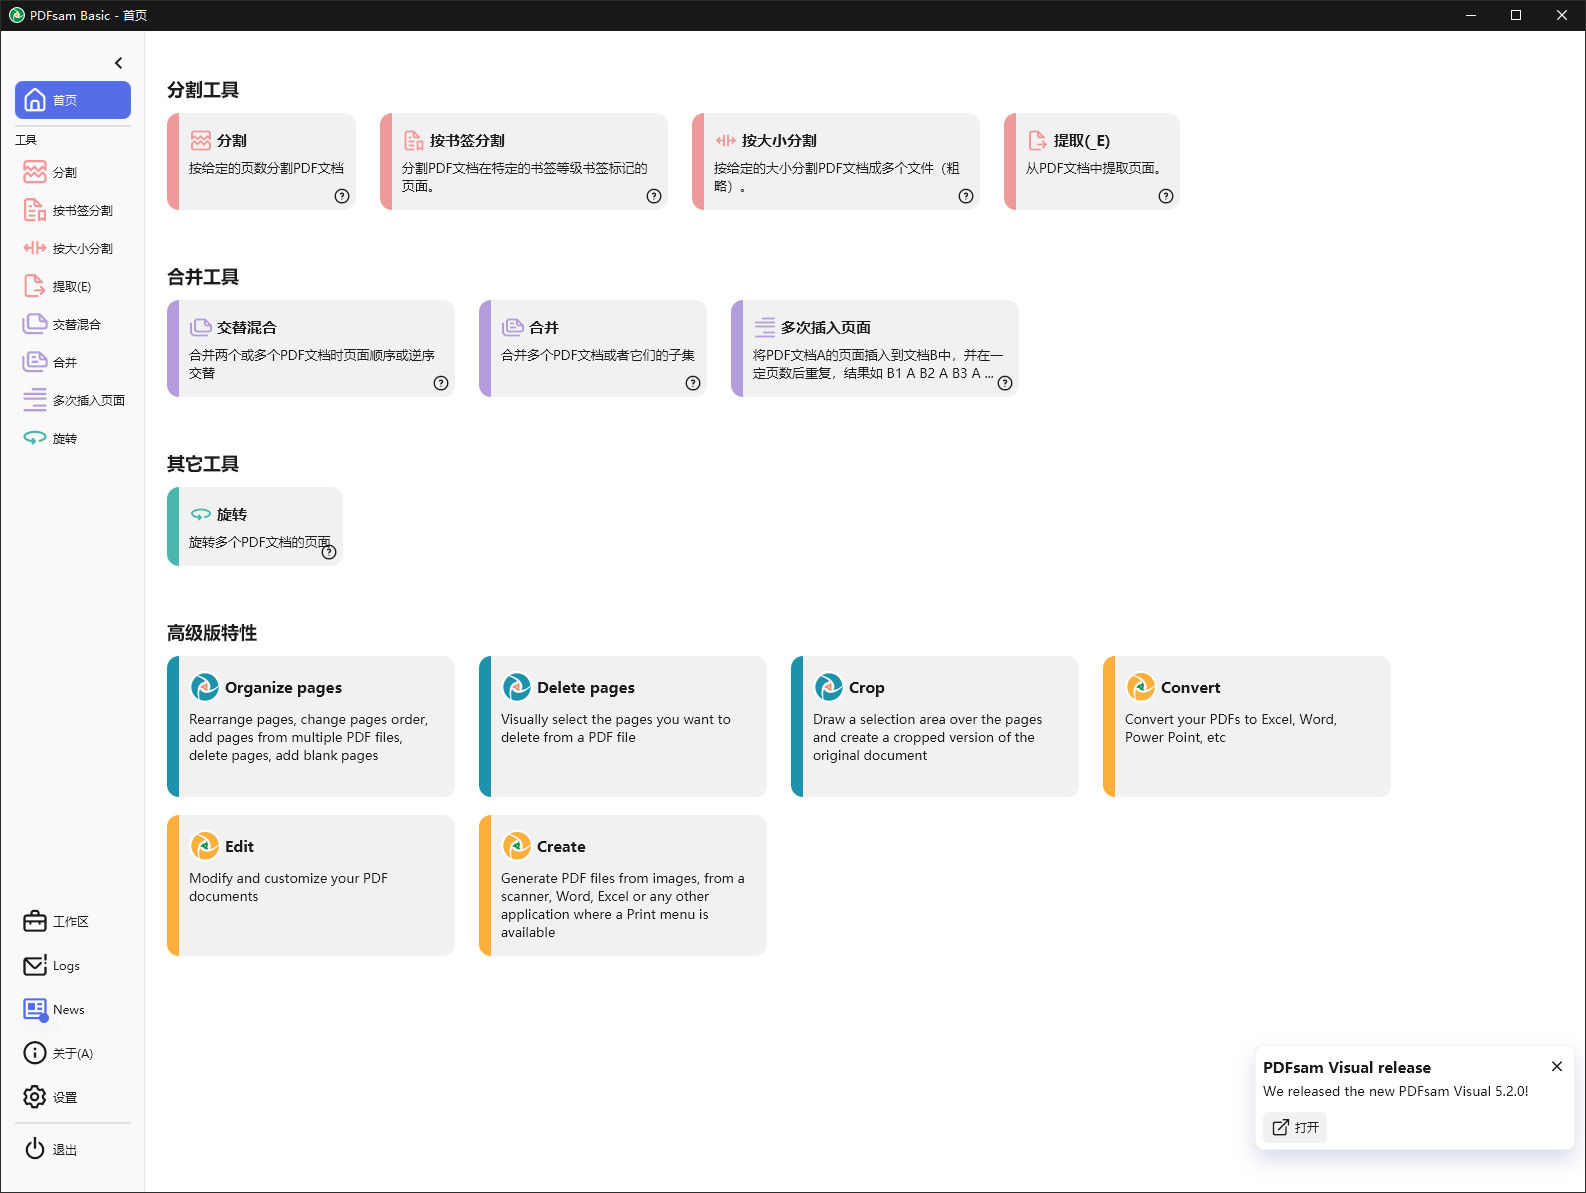 PDFsam Basic - 首页
首页
工具
分割
按书签分割
按大小分割
提取(E)
交替混合
合并
多次插入页面
旋转
工作区
Logs
News
关于(A)
设置
退出
分割工具
分割
按给定的页数分割PDF文档
按书签分割
分割PDF文档在特定的书签等级书签标记的
页面。
按大小分割
按给定的大小分割PDF文档成多个文件（粗
略）。
提取(_E)
从PDF文档中提取页面。
合并工具
交替混合
合并两个或多个PDF文档时页面顺序或逆序
交替
合并
合并多个PDF文档或者它们的子集
多次插入页面
将PDF文档A的页面插入到文档B中，并在一
定页数后重复，结果如 B1 A B2 A B3 A ...
其它工具
旋转
旋转多个PDF文档的页面
高级版特性
Organize pages
Rearrange pages, change pages order,
add pages from multiple PDF files,
delete pages, add blank pages
Delete pages
Visually select the pages you want to
delete from a PDF file
Crop
Draw a selection area over the pages
and create a cropped version of the
original document
Convert
Convert your PDFs to Excel, Word,
Power Point, etc
Edit
Modify and customize your PDF
documents
Create
Generate PDF files from images, from a
scanner, Word, Excel or any other
application where a Print menu is
available
PDFsam Visual release
We released the new PDFsam Visual 5.2.0!
打开